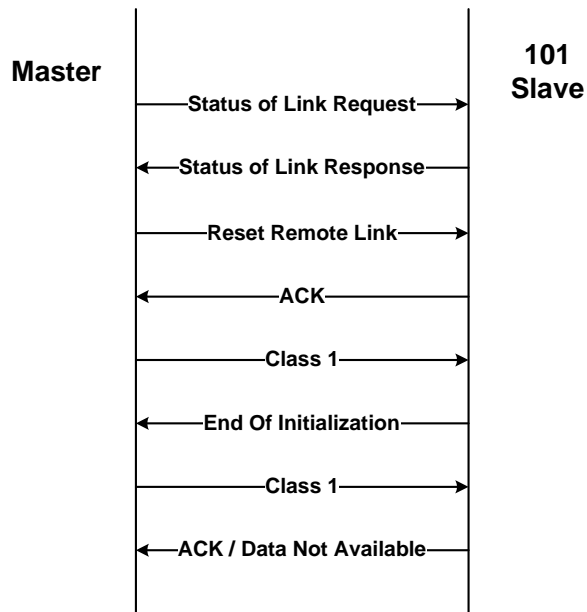 Master
101
Slave
Status of Link Request
Status of Link Response
Reset Remote Link
ACK
Class 1
End Of Initialization
Class 1
ACK / Data Not Available